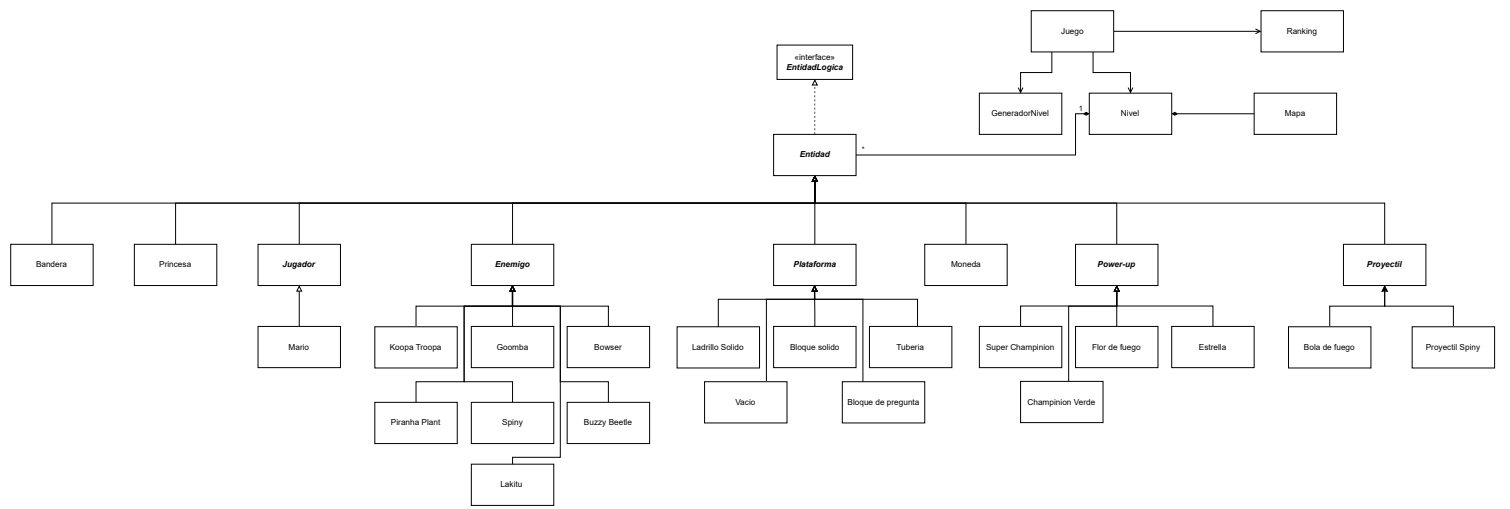 Juego
Ranking
«interface»
EntidadLogica
GeneradorNivel
1
Nivel
Mapa
Entidad
*
Bandera
Princesa
Jugador
Enemigo
Plataforma
Moneda
Power-up
Proyectil
Mario
Koopa Troopa
Goomba
Bowser
Ladrillo Solido
Bloque solido
Tuberia
Super Champinion
Flor de fuego
Estrella
Bola de fuego
Proyectil Spiny
Piranha Plant
Spiny
Buzzy Beetle
Vacio
Bloque de pregunta
Champinion Verde
Lakitu